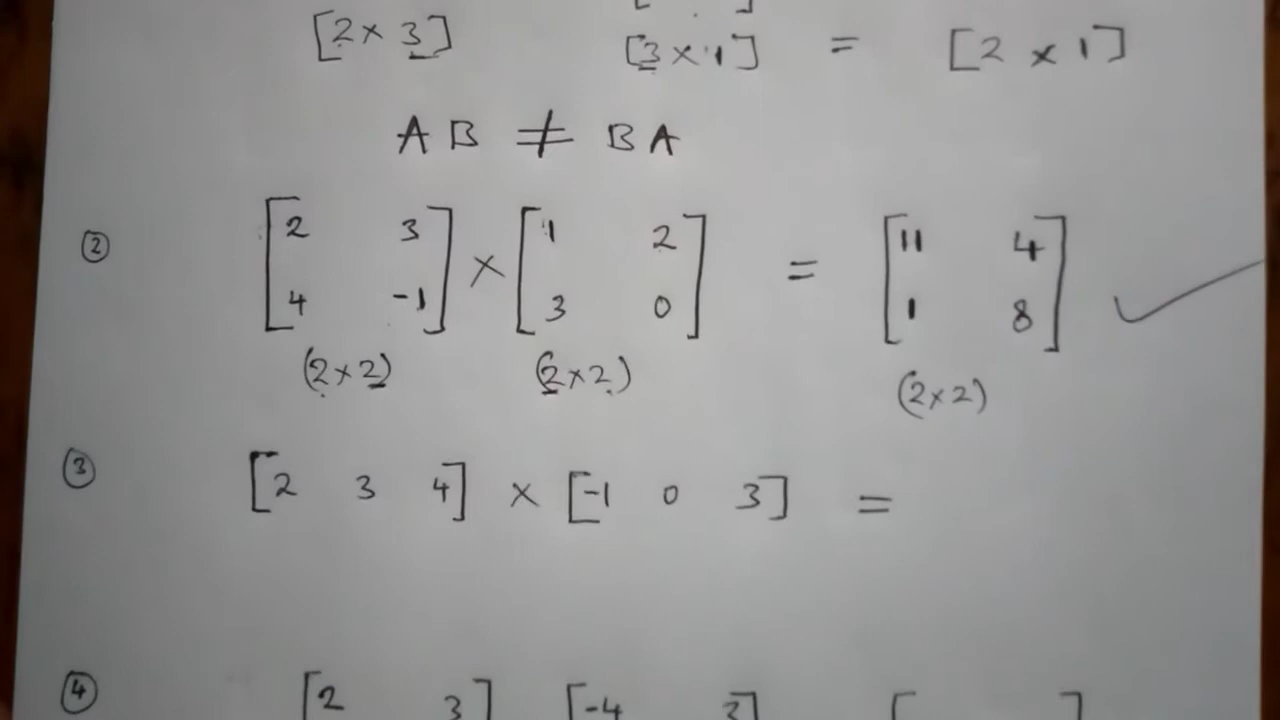 [2 × 3] [3 × 1] = [2 × 1]
AB ≠ BA
② [2 3 × [1 2 = [11 4
4 -1] 3 0] 1 8]
(2×2) (2×2) (2×2)
③ [2 3 4] × [-1 0 3] =
④ [2 3] [-4